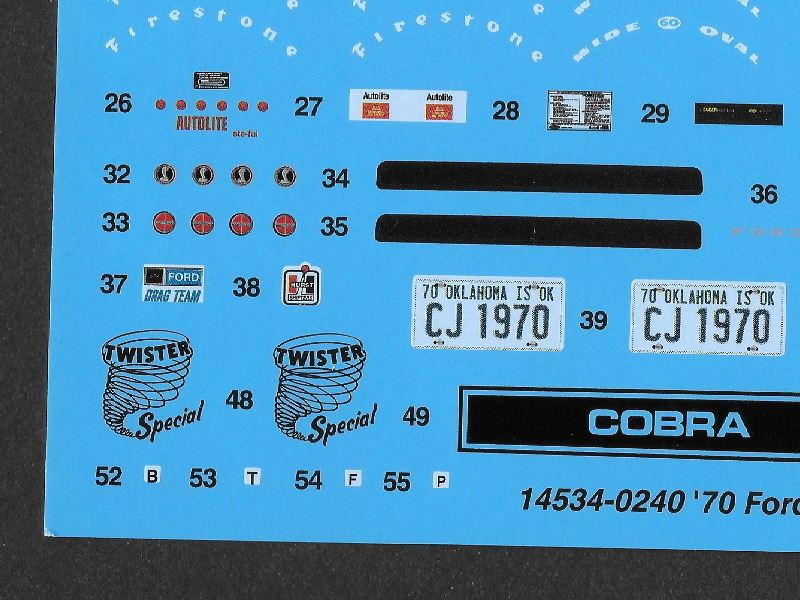 Firestone
Firestone
WIDE 60 OVAL
26
AUTOLITE
sta-ful
27
Autolite
Autolite
28
29
32
34
36
33
35
37
FORD
DRAG TEAM
38
HURST
70 OKLAHOMA IS OK
CJ 1970
39
70 OKLAHOMA IS OK
CJ 1970
TWISTER
Special
48
TWISTER
Special
49
COBRA
52 B 53 T 54 F 55 P
14534-0240 '70 Ford